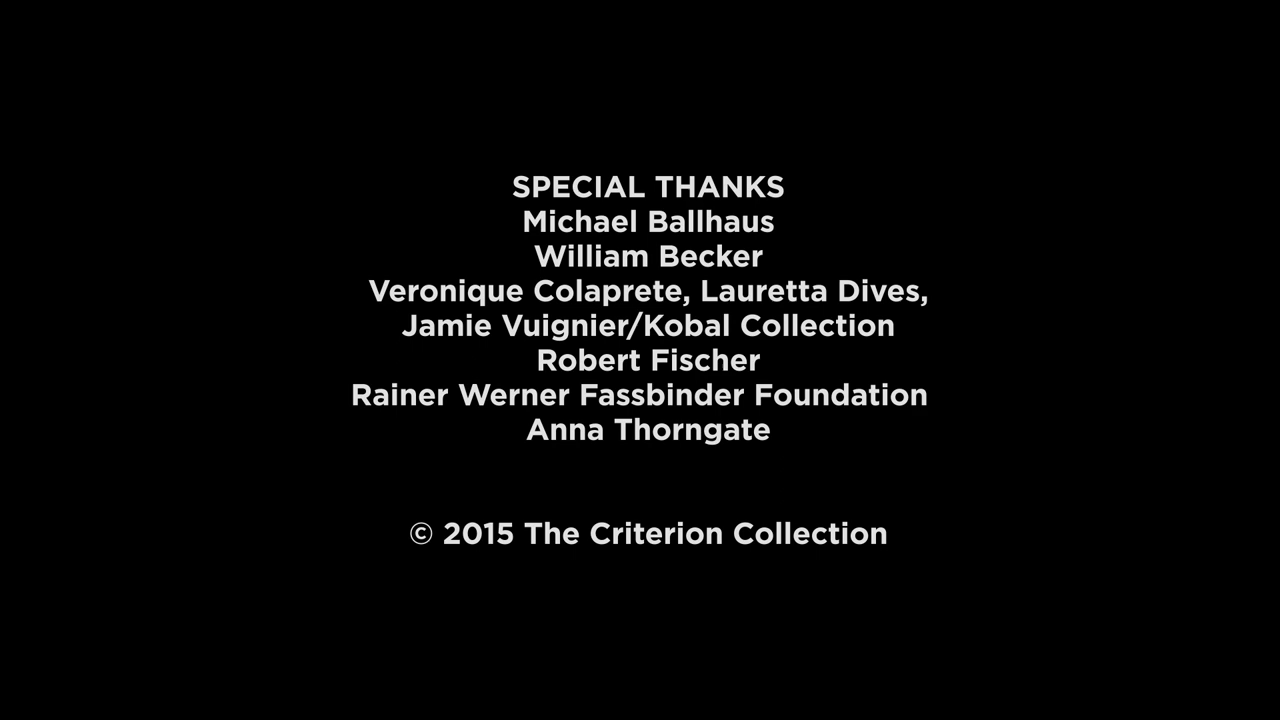 SPECIAL THANKS
Michael Ballhaus
William Becker
Veronique Colaprete, Lauretta Dives,
Jamie Vuignier/Kobal Collection
Robert Fischer
Rainer Werner Fassbinder Foundation
Anna Thorngate
© 2015 The Criterion Collection